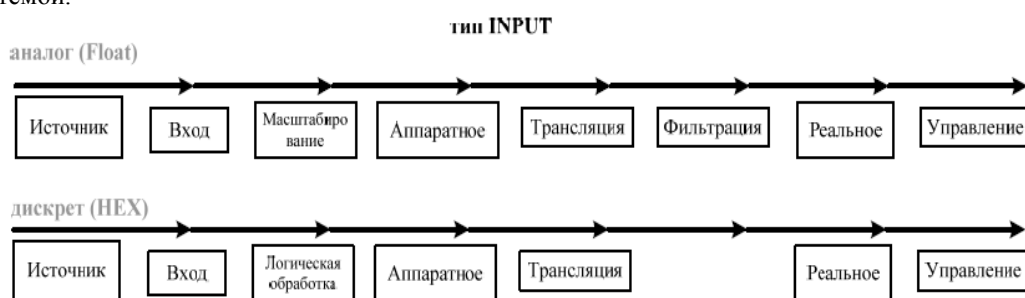 темой.
тип INPUT
аналог (Float)
Источник
Вход
Масштабиро
вание
Аппаратное
Трансляция
Фильтрация
Реальное
Управление
дискрет (HEX)
Источник
Вход
Логическая
обработка
Аппаратное
Трансляция
Реальное
Управление